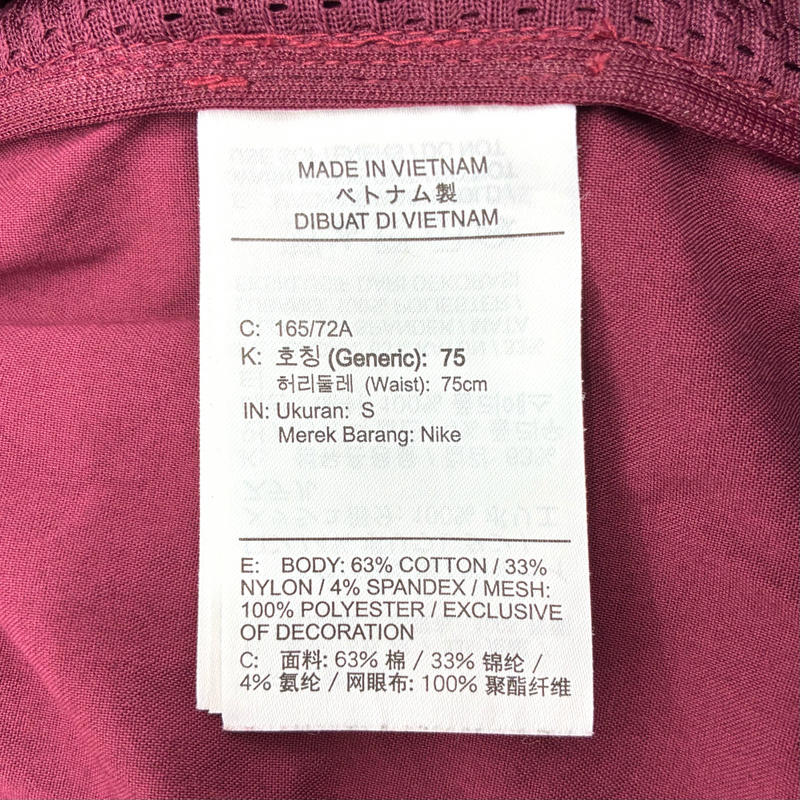 MADE IN VIETNAM
ベトナム製
DIBUAT DI VIETNAM
C: 165/72A
K: 호칭 (Generic): 75
허리둘레 (Waist): 75cm
IN: Ukuran: S
Merek Barang: Nike
E: BODY: 63% COTTON / 33%
NYLON / 4% SPANDEX / MESH:
100% POLYESTER / EXCLUSIVE
OF DECORATION
C: 面料: 63% 棉 / 33% 锦纶 /
4% 氨纶 / 网眼布: 100% 聚酯纤维